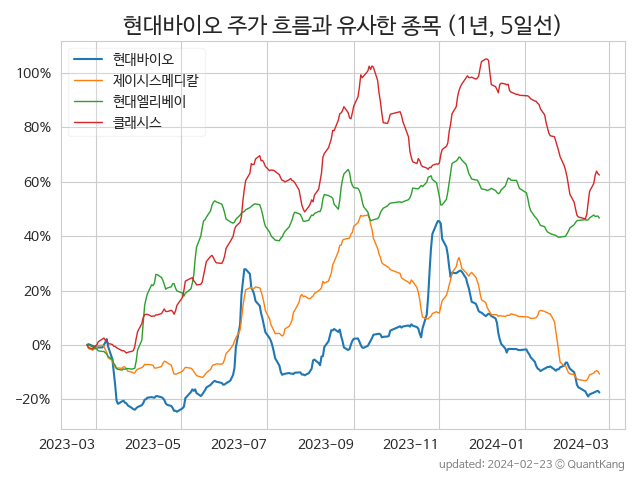 현대바이오 주가 흐름과 유사한 종목 (1년, 5일선)
현대바이오
제이시스메디칼
현대엘리베이
클래시스
100%
80%
60%
40%
20%
0%
−20%
2023-03 2023-05 2023-07 2023-09 2023-11 2024-01 2024-03
updated: 2024-02-23 © QuantKang